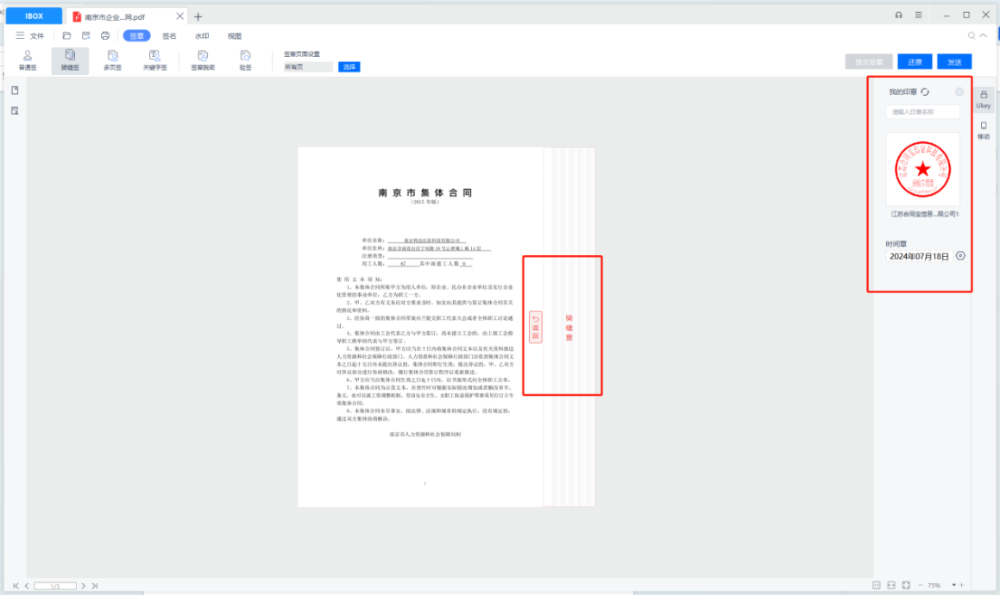 IBOX
南京市企业...同.pdf
文件 签章 签名 水印 视图
普通签 骑缝签 多页签 关键字签 签章脱密 验签
签章页面设置
所有页 选择
提交签章 还原 发送
我的印章
请输入印章名称
江苏合同宝信息...限公司1
时间章
2024年07月18日
Ukey
移动
南京市集体合同
(2015 年版)
单位名称:南京利远信息科技有限公司
注册类型:
用工人数: 87 其中派遣工人数 0
使用文本须知:
1、本集体合同所称甲方为用人单位,即企业、民办非企业单位及实行企业
化管理的事业单位;乙方为职工一方。
2、甲、乙双方有义务应对方要求及时、如实向其提供与签订集体合同有关
的情况和资料。
3、经协商一致的集体合同草案应当提交职工代表大会或者全体职工讨论通
过。
4、集体合同由工会代表乙方与甲方签订;尚未建立工会的,由上级工会指
导职工推举的代表与甲方签订。
5、集体合同签订后,甲方应当在十日内将集体合同文本以及有关资料报送
人力资源和社会保障行政部门。人力资源和社会保障行政部门自收到集体合同文
本之日起十五日内未提出异议的,集体合同即行生效;提出异议的,甲、乙双方
对异议部分进行协商修改,履行集体合同签订程序后重新报送。
6、甲方应当自集体合同生效之日起十日内,以书面形式向全体职工公布。
7、本集体合同为示范文本,在使用时可根据实际情况增加或者删改章节、
条文,也可以就工资调整机制、劳动安全卫生、女职工权益保护等事项另行订立专
项集体合同。
8、本集体合同未尽事宜,按法律、法规和规章的规定执行,没有规定的,
通过双方集体协商解决。
南京市人力资源和社会保障局制
1
返回
骑缝章
1/5
75%